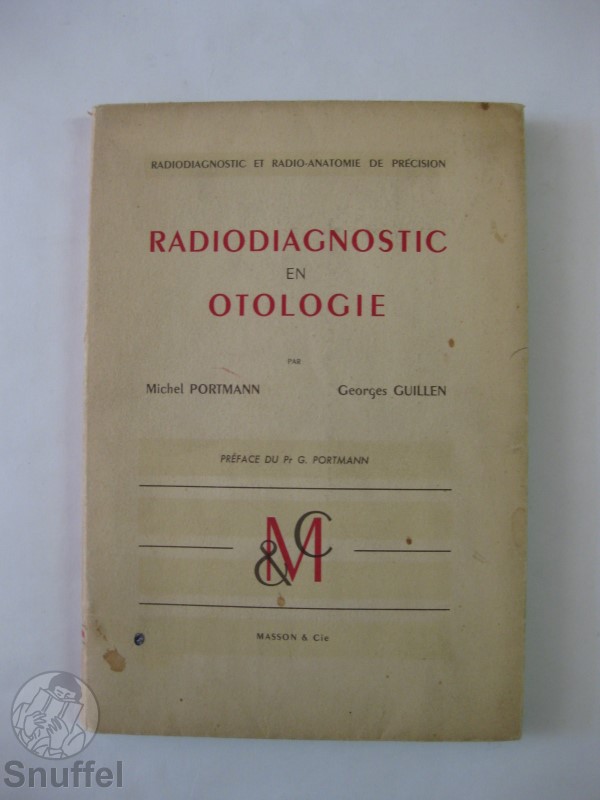 RADIODIAGNOSTIC ET RADIO-ANATOMIE DE PRÉCISION
RADIODIAGNOSTIC
EN
OTOLOGIE
PAR
Michel PORTMANN Georges GUILLEN
PRÉFACE DU Pr G. PORTMANN
M&C
MASSON & Cie
Snuffel